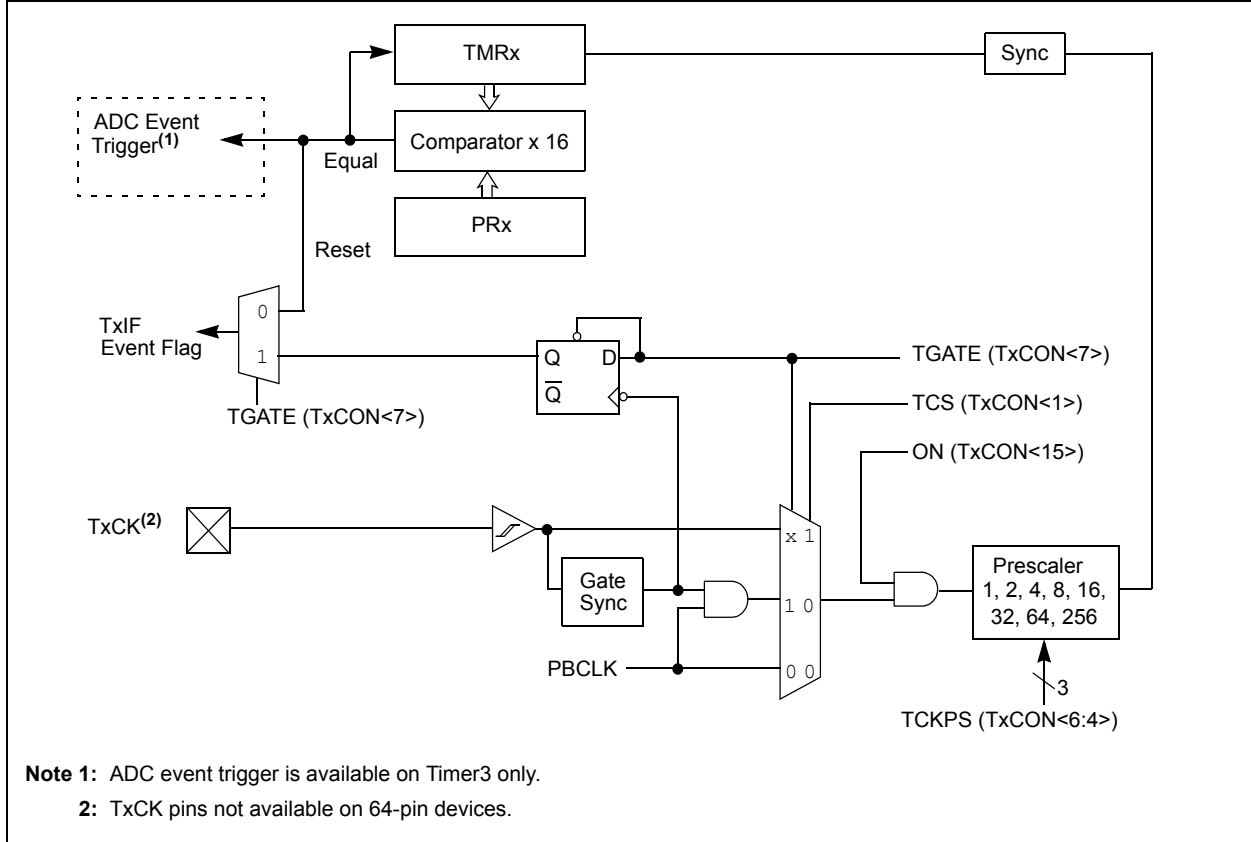 TMRx
Sync
ADC Event
Trigger(1)
Comparator x 16
Equal
PRx
Reset
0
TxIF
Event Flag
1
Q
D
Q
TGATE (TxCON<7>)
TGATE (TxCON<7>)
TCS (TxCON<1>)
ON (TxCON<15>)
TxCK(2)
x 1
Gate
Sync
1 0
Prescaler
1, 2, 4, 8, 16,
32, 64, 256
PBCLK
0 0
3
TCKPS (TxCON<6:4>)
Note 1: ADC event trigger is available on Timer3 only.
2: TxCK pins not available on 64-pin devices.